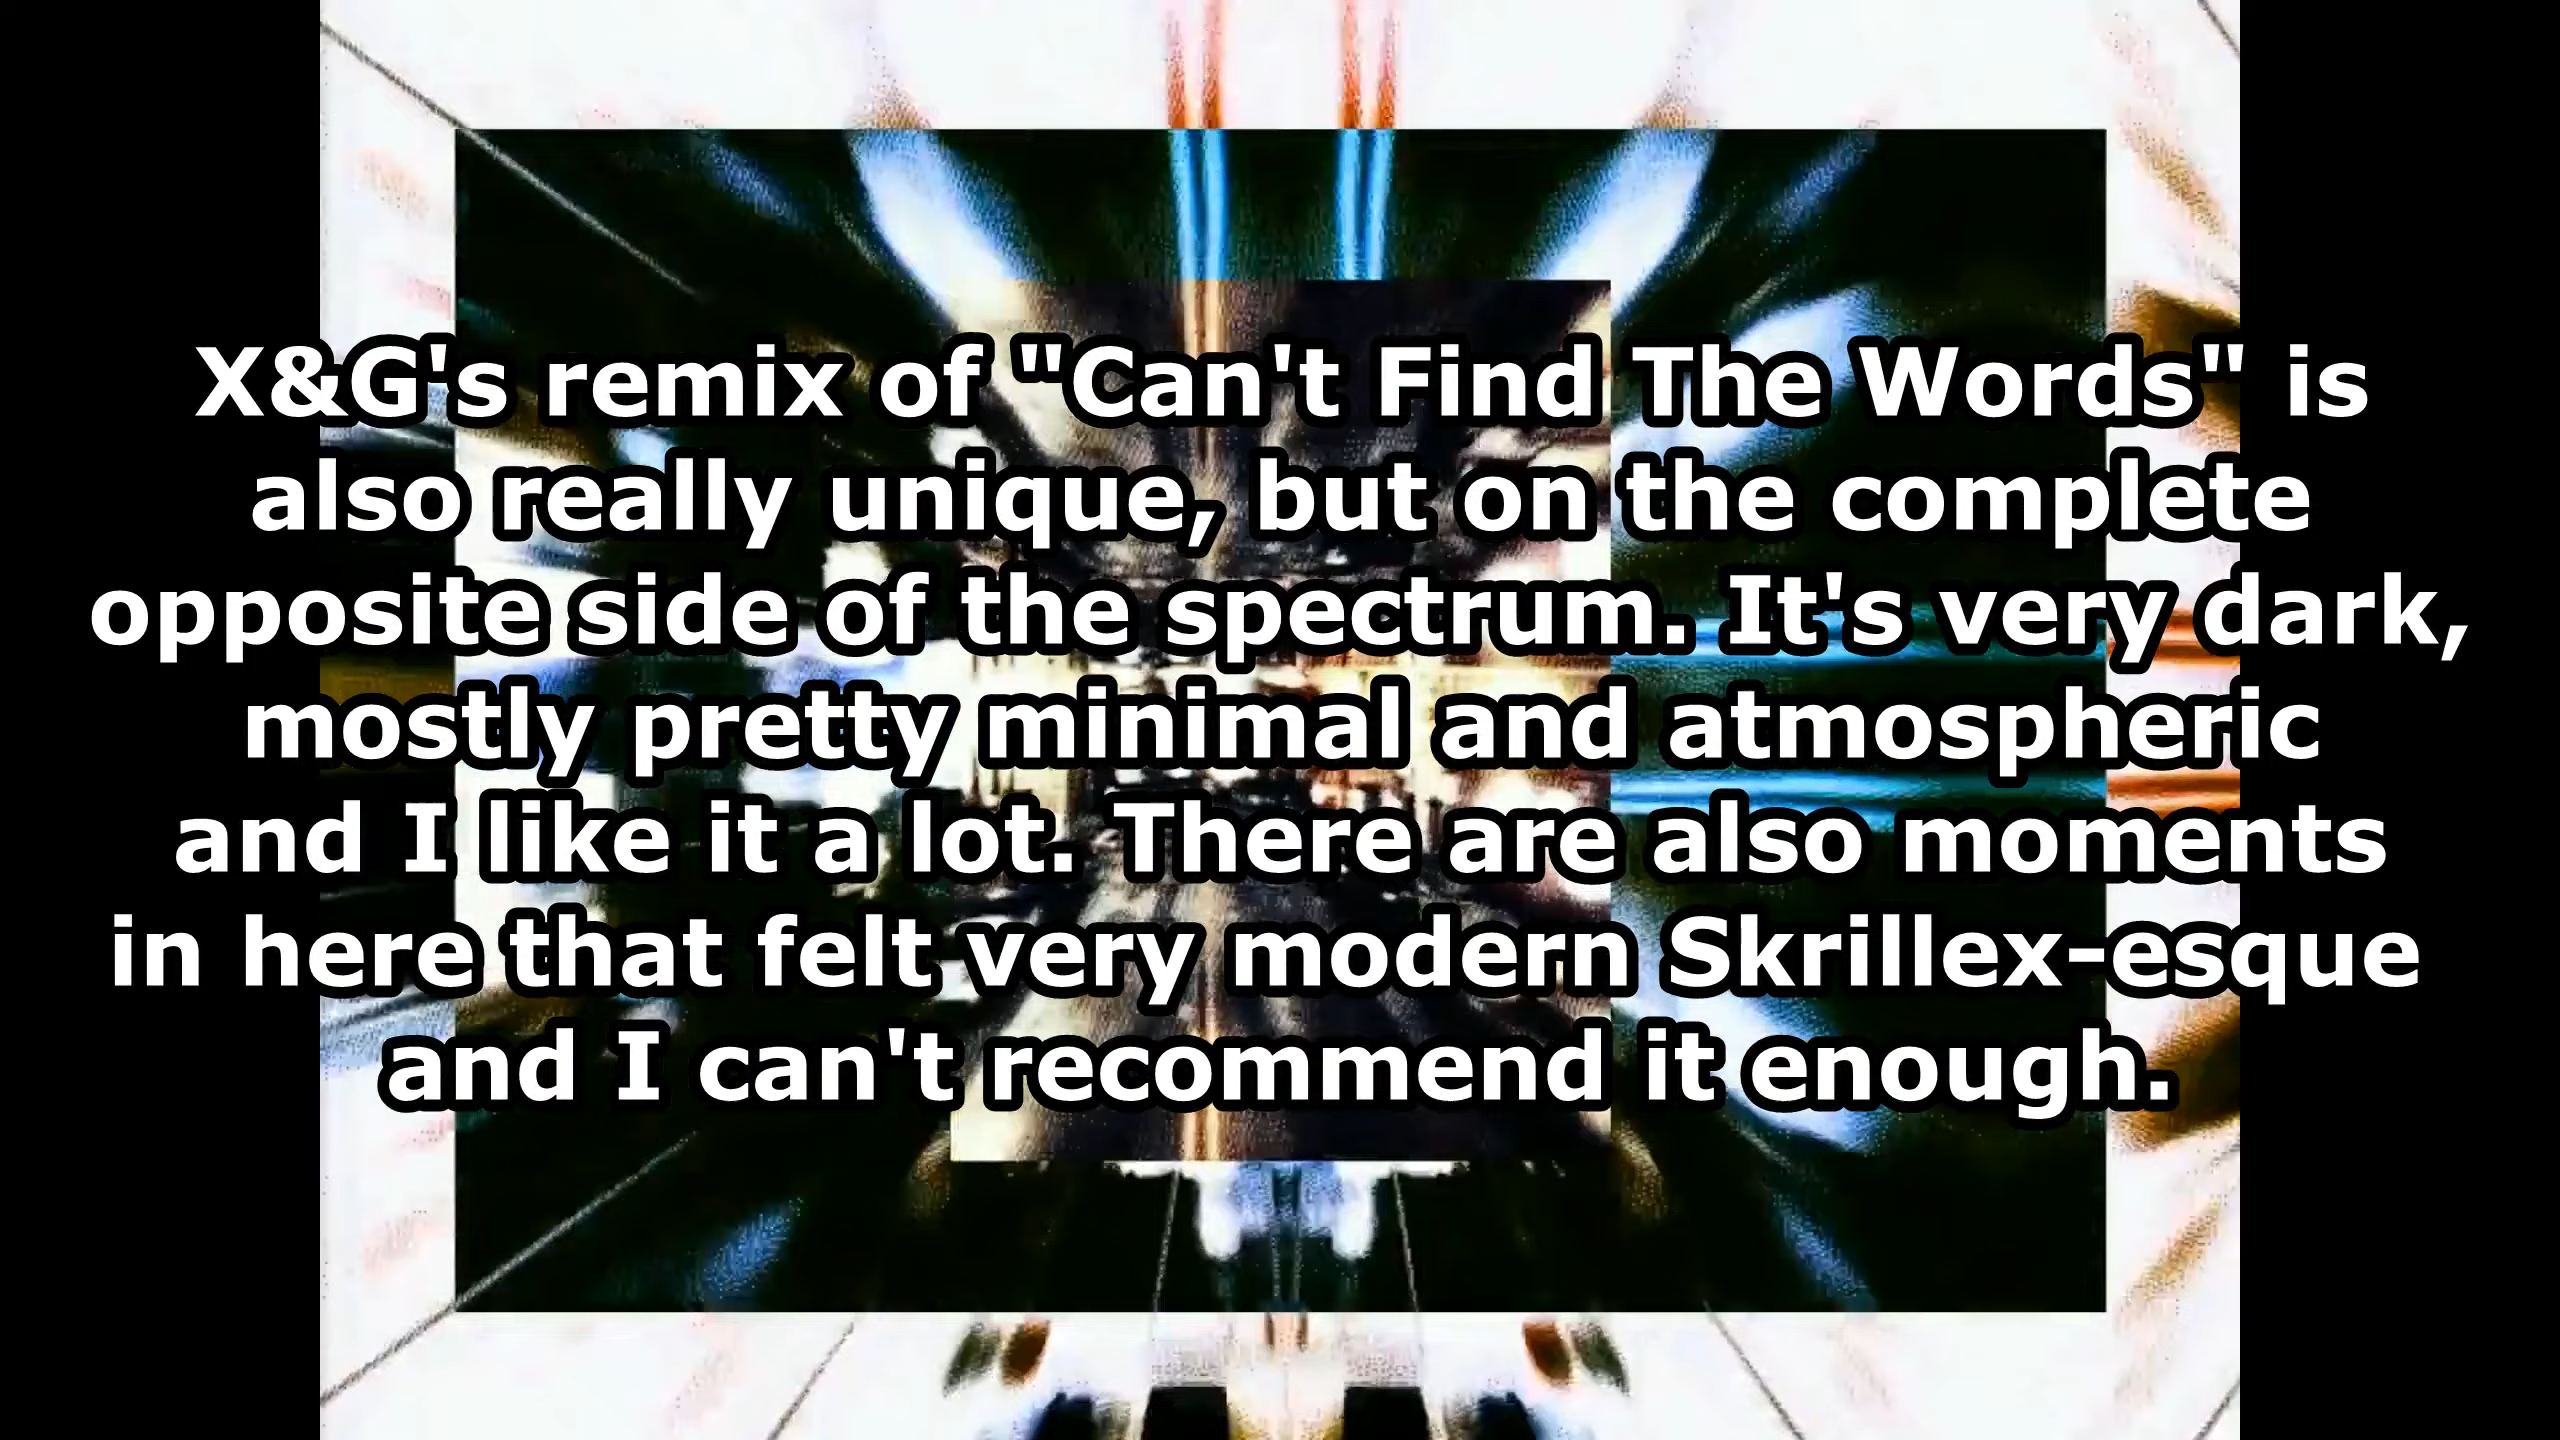 X&G's remix of "Can't Find The Words" is
also really unique, but on the complete
opposite side of the spectrum. It's very dark,
mostly pretty minimal and atmospheric
and I like it a lot. There are also moments
in here that felt very modern Skrillex-esque
and I can't recommend it enough.